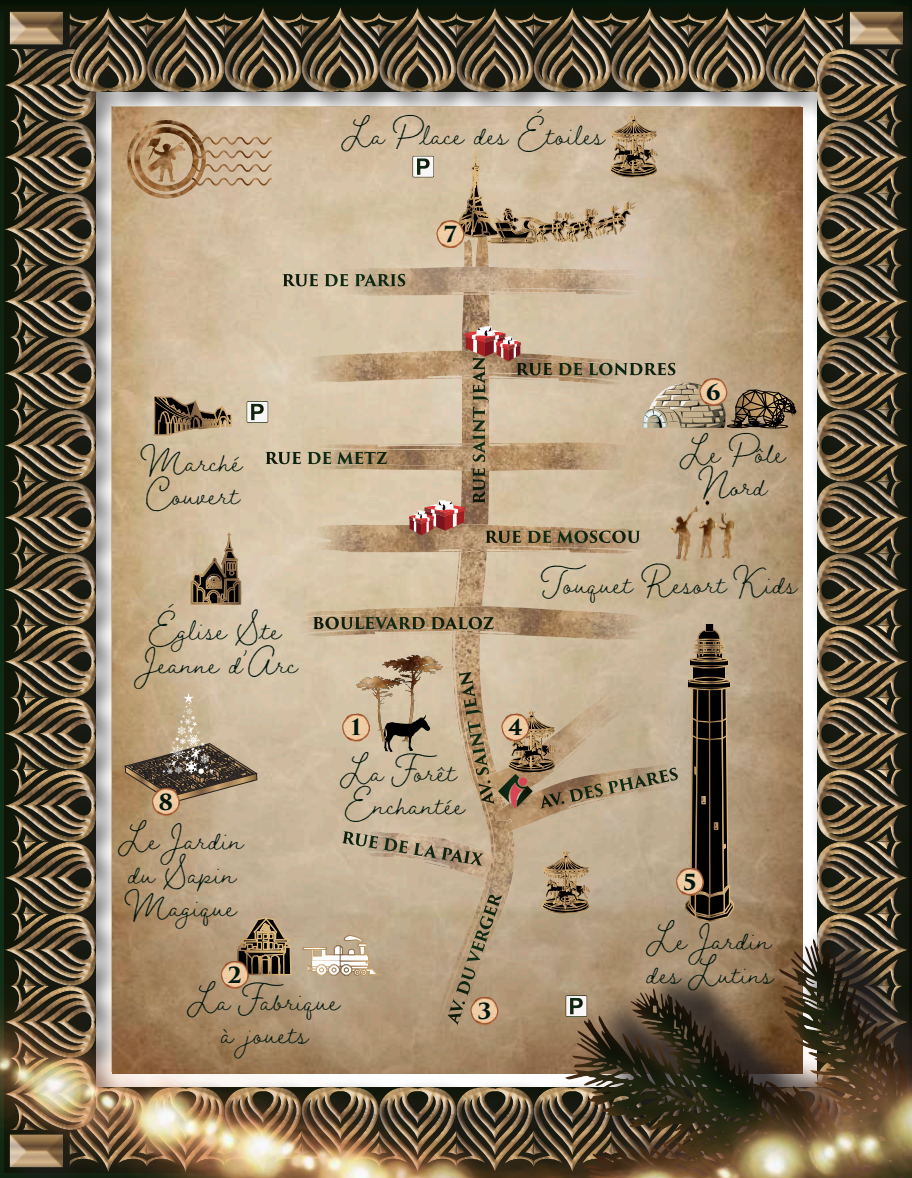 La Place des Étoiles
P
7
RUE DE PARIS
RUE DE LONDRES
RUE SAINT JEAN
6
P
Marché
Couvert
RUE DE METZ
Le Pôle
Nord
RUE DE MOSCOU
Touquet Resort Kids
BOULEVARD DALOZ
Église Ste
Jeanne d'Arc
1
AV. SAINT JEAN
4
La Forêt
Enchantée
AV. DES PHARES
8
Le Jardin
du Sapin
Magique
RUE DE LA PAIX
5
Le Jardin
des Lutins
AV. DU VERGER
2
La Fabrique
à jouets
3
P